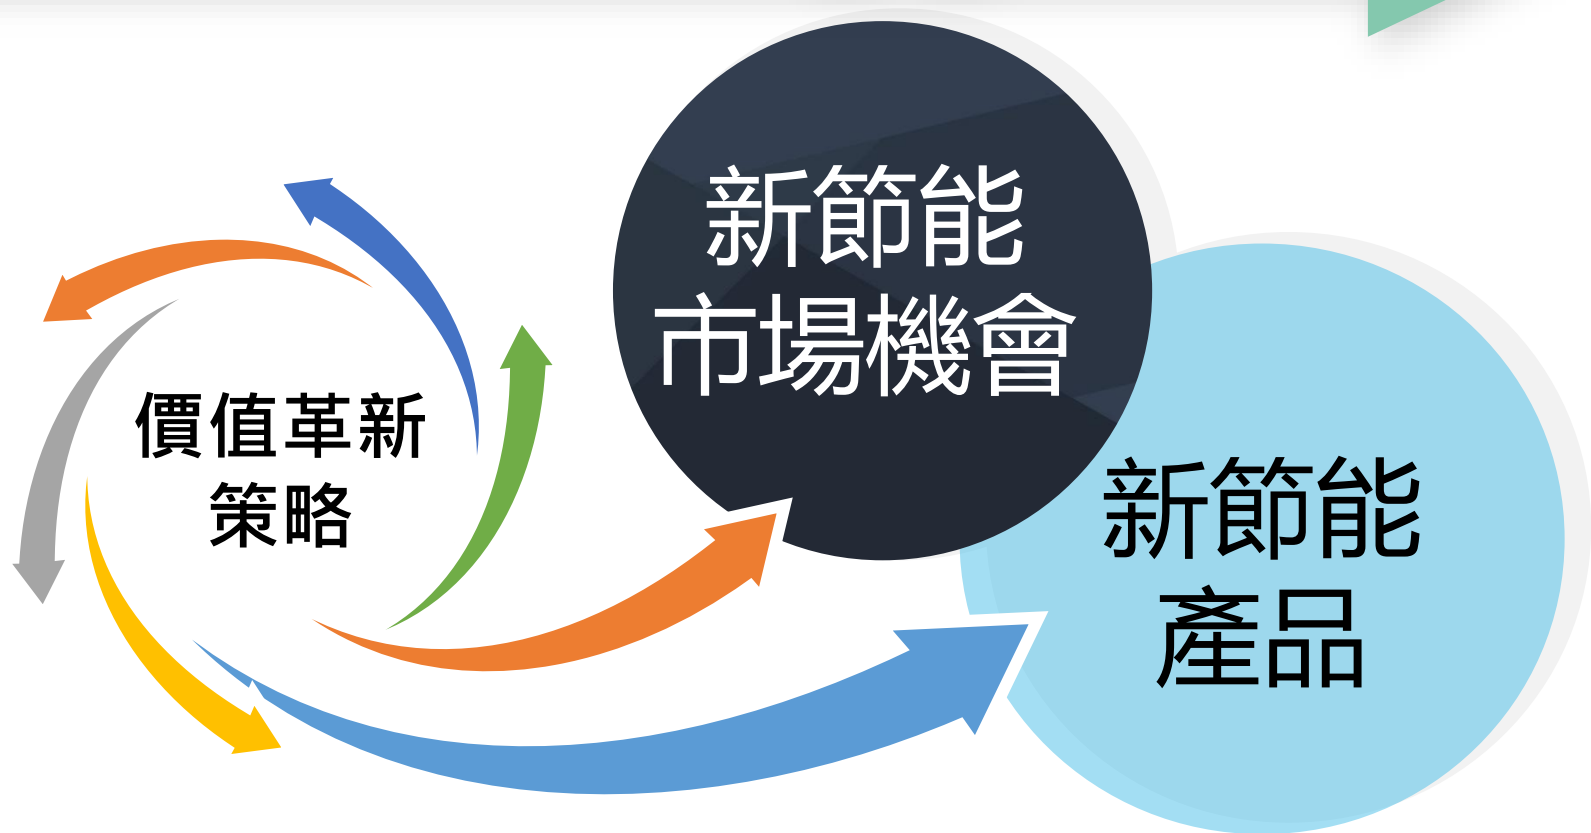 新節能
市場機會
價值革新
策略
新節能
產品